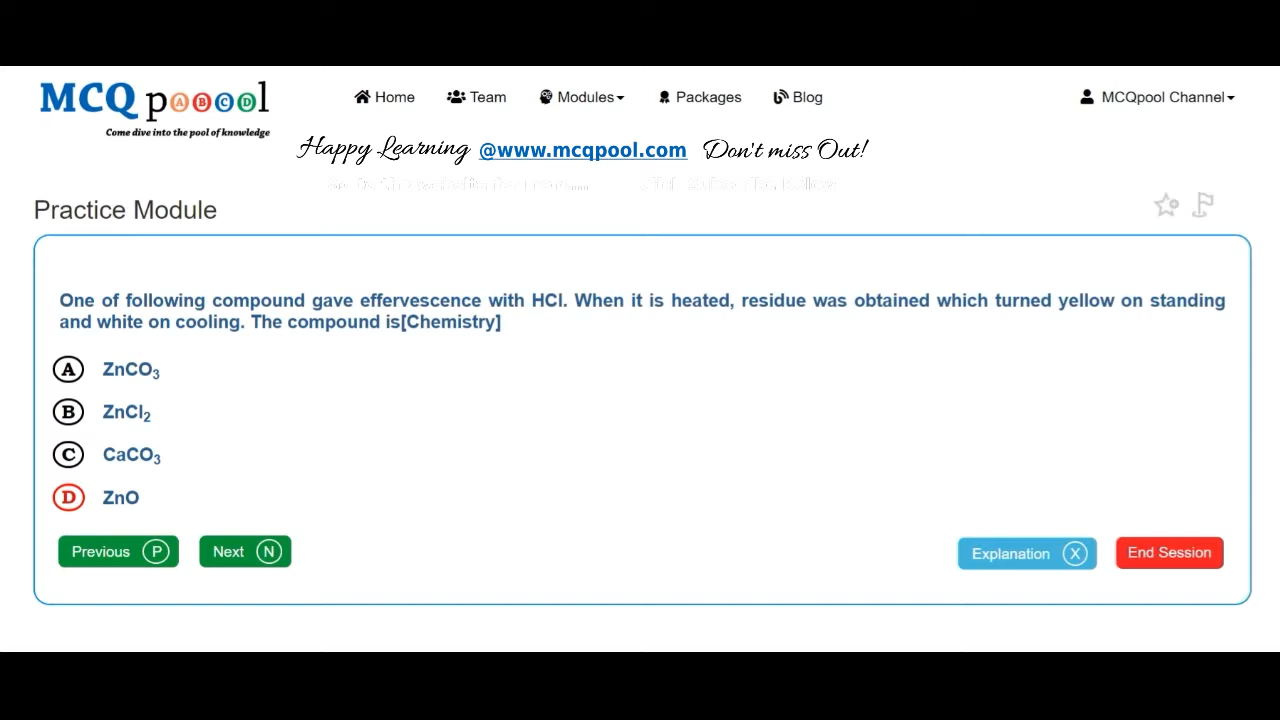 MCQ pooool
Come dive into the pool of knowledge
Home Team Modules Packages Blog MCQpool Channel
Happy Learning @www.mcqpool.com Don't miss Out!
Practice Module
One of following compound gave effervescence with HCl. When it is heated, residue was obtained which turned yellow on standing
and white on cooling. The compound is[Chemistry]
A ZnCO₃
B ZnCl₂
C CaCO₃
D ZnO
Previous P Next N Explanation X End Session